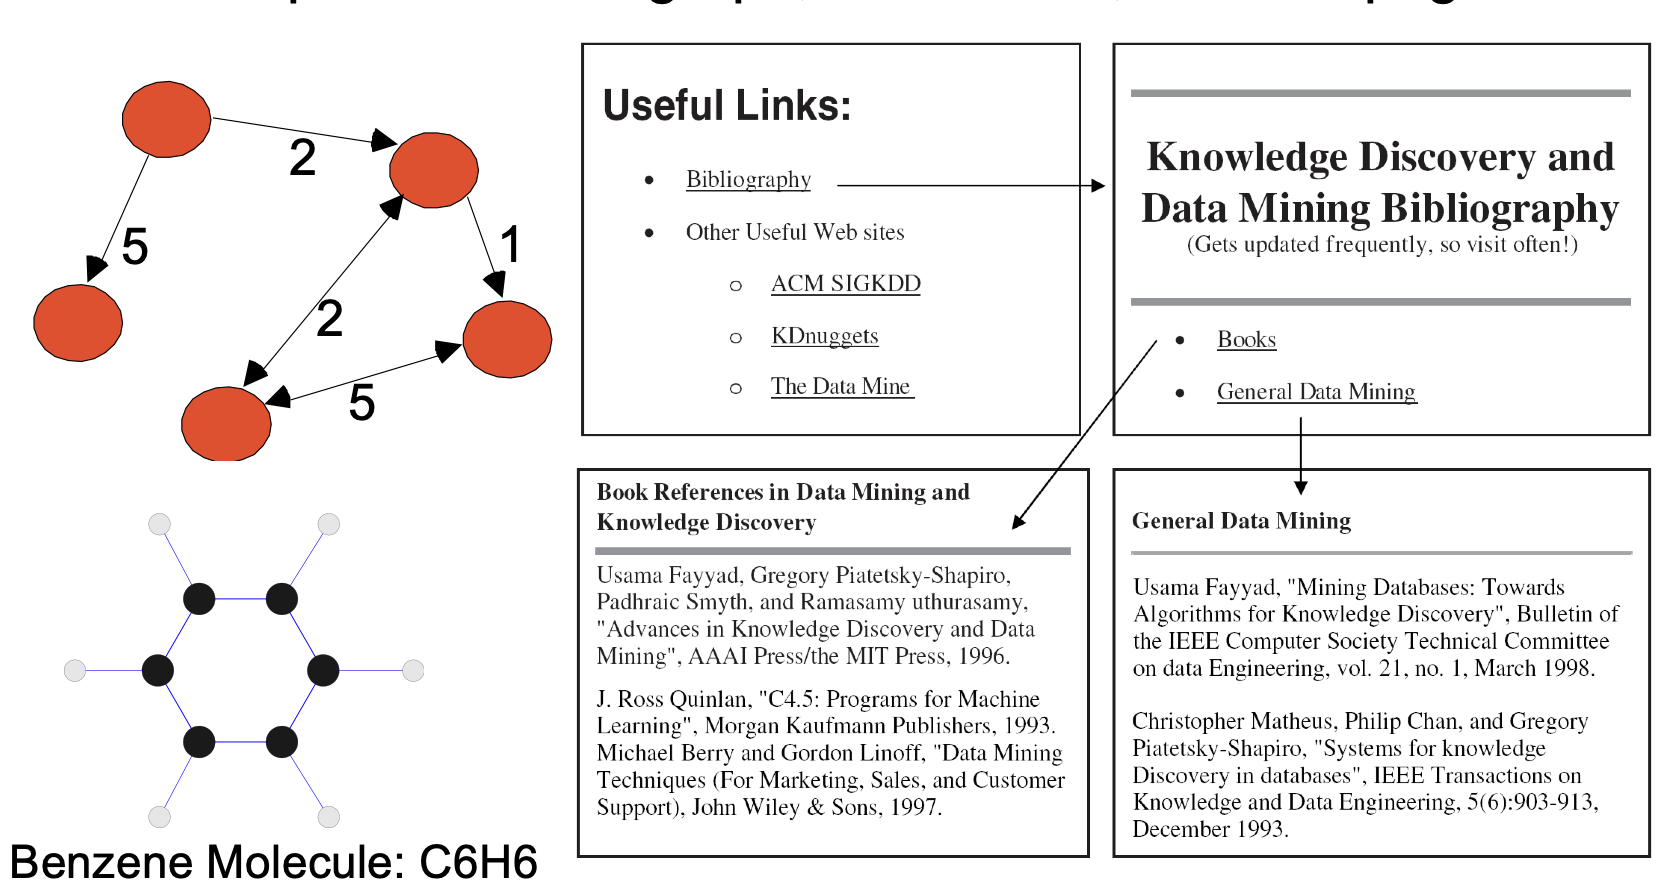 2
5
1
2
5
Benzene Molecule: C6H6
Useful Links:
• Bibliography
• Other Useful Web sites
o ACM SIGKDD
o KDnuggets
o The Data Mine
Knowledge Discovery and
Data Mining Bibliography
(Gets updated frequently, so visit often!)
• Books
• General Data Mining
Book References in Data Mining and
Knowledge Discovery
Usama Fayyad, Gregory Piatetsky-Shapiro,
Padhraic Smyth, and Ramasamy uthurasamy,
"Advances in Knowledge Discovery and Data
Mining", AAAI Press/the MIT Press, 1996.
J. Ross Quinlan, "C4.5: Programs for Machine
Learning", Morgan Kaufmann Publishers, 1993.
Michael Berry and Gordon Linoff, "Data Mining
Techniques (For Marketing, Sales, and Customer
Support), John Wiley & Sons, 1997.
General Data Mining
Usama Fayyad, "Mining Databases: Towards
Algorithms for Knowledge Discovery", Bulletin of
the IEEE Computer Society Technical Committee
on data Engineering, vol. 21, no. 1, March 1998.
Christopher Matheus, Philip Chan, and Gregory
Piatetsky-Shapiro, "Systems for knowledge
Discovery in databases", IEEE Transactions on
Knowledge and Data Engineering, 5(6):903-913,
December 1993.